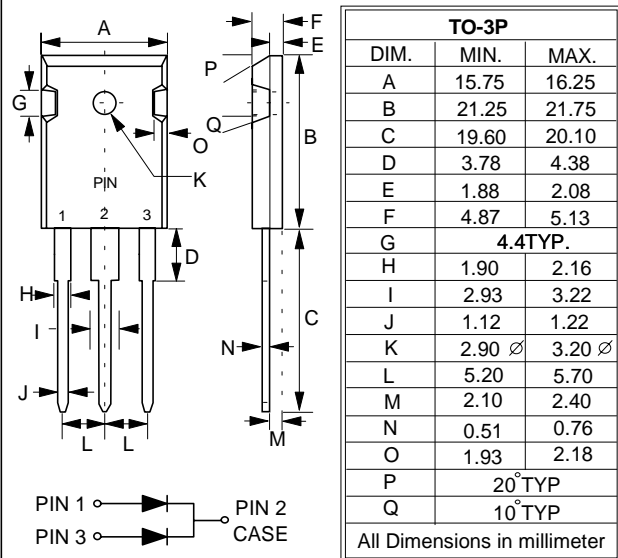 A
G
O
K
PIN
1 2 3
D
H
I
J
L L
F
E
P
Q
B
C
N
M
PIN 1
PIN 3
PIN 2
CASE
TO-3P
DIM. MIN. MAX.
A 15.75 16.25
B 21.25 21.75
C 19.60 20.10
D 3.78 4.38
E 1.88 2.08
F 4.87 5.13
G 4.4TYP.
H 1.90 2.16
I 2.93 3.22
J 1.12 1.22
K 2.90 Ø 3.20 Ø
L 5.20 5.70
M 2.10 2.40
N 0.51 0.76
O 1.93 2.18
P 20°TYP
Q 10°TYP
All Dimensions in millimeter